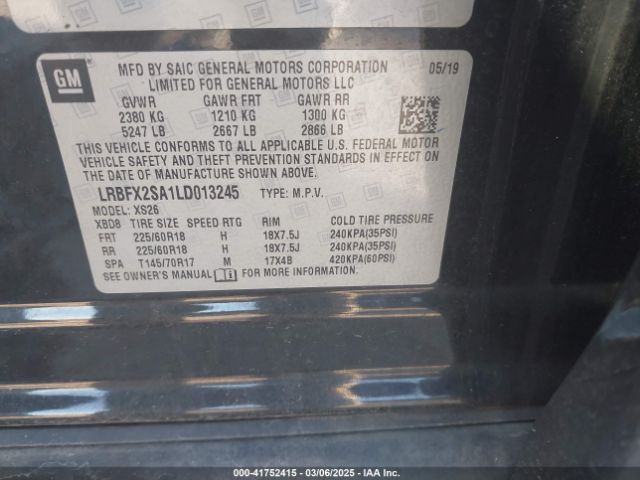 GM
MFD BY SAIC GENERAL MOTORS CORPORATION 05/19
LIMITED FOR GENERAL MOTORS LLC
GVWR GAWR FRT GAWR RR
2380 KG 1210 KG 1300 KG
5247 LB 2667 LB 2866 LB
THIS VEHICLE CONFORMS TO ALL APPLICABLE U.S. FEDERAL MOTOR
VEHICLE SAFETY AND THEFT PREVENTION STANDARDS IN EFFECT ON
THE DATE OF MANUFACTURE SHOWN ABOVE.
LRBFX2SA1LD013245 TYPE: M.P.V.
MODEL: XS26
XBD8 TIRE SIZE SPEED RTG RIM COLD TIRE PRESSURE
FRT 225/60R18 H 18X7.5J 240KPA(35PSI)
RR 225/60R18 H 18X7.5J 240KPA(35PSI)
SPA T145/70R17 M 17X4B 420KPA(60PSI)
SEE OWNER'S MANUAL FOR MORE INFORMATION.
000-41752415 - 03/06/2025 - IAA Inc.